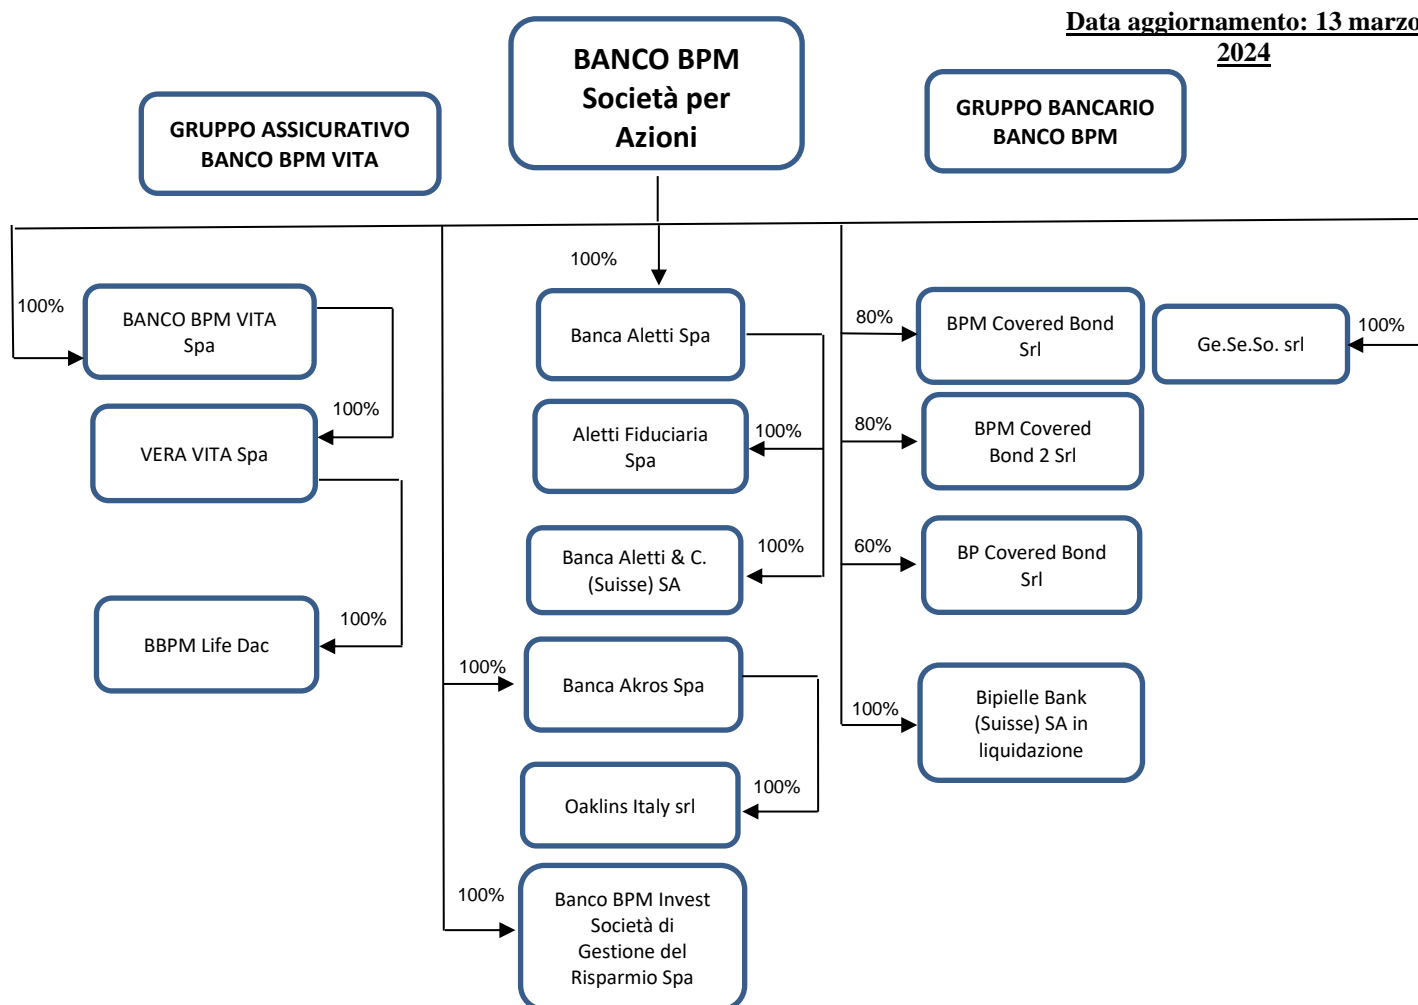 Data aggiornamento: 13 marzo
2024
BANCO BPM
Società per
Azioni
GRUPPO ASSICURATIVO
BANCO BPM VITA
GRUPPO BANCARIO
BANCO BPM
100%
100%
BANCO BPM VITA
Spa
100%
VERA VITA Spa
100%
BBPM Life Dac
Banca Aletti Spa
100%
Aletti Fiduciaria
Spa
100%
Banca Aletti & C.
(Suisse) SA
100%
Banca Akros Spa
100%
Oaklins Italy srl
100%
Banco BPM Invest
Società di
Gestione del
Risparmio Spa
80%
BPM Covered Bond
Srl
Ge.Se.So. srl
100%
80%
BPM Covered
Bond 2 Srl
60%
BP Covered Bond
Srl
100%
Bipielle Bank
(Suisse) SA in
liquidazione